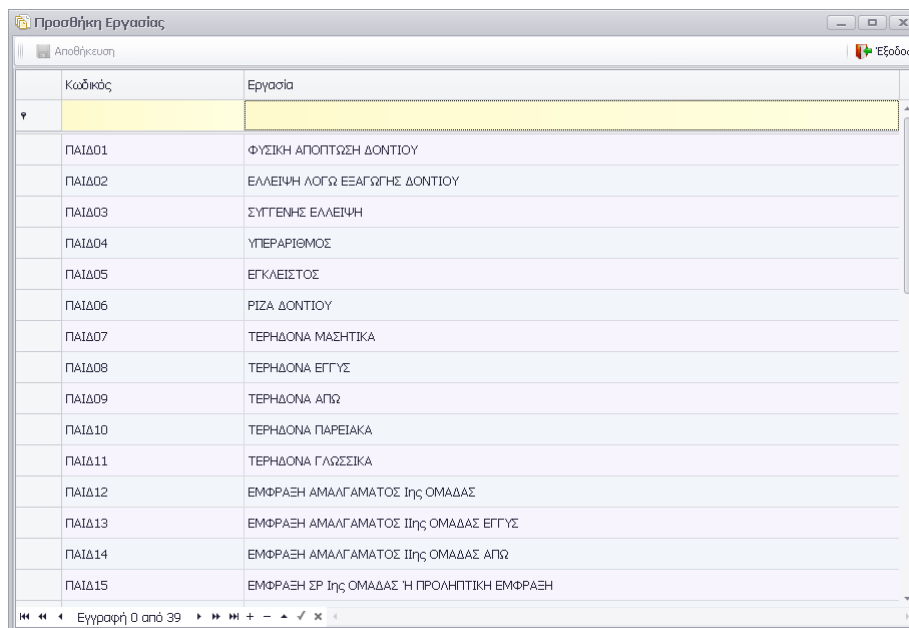 Προσθήκη Εργασίας
Αποθήκευση Έξοδος
Κωδικός Εργασία
ΠΑΙΔ01 ΦΥΣΙΚΗ ΑΠΟΠΤΩΣΗ ΔΟΝΤΙΟΥ
ΠΑΙΔ02 ΕΛΛΕΙΨΗ ΛΟΓΩ ΕΞΑΓΩΓΗΣ ΔΟΝΤΙΟΥ
ΠΑΙΔ03 ΣΥΓΓΕΝΗΣ ΕΛΛΕΙΨΗ
ΠΑΙΔ04 ΥΠΕΡΑΡΙΘΜΟΣ
ΠΑΙΔ05 ΕΓΚΛΕΙΣΤΟΣ
ΠΑΙΔ06 ΡΙΖΑ ΔΟΝΤΙΟΥ
ΠΑΙΔ07 ΤΕΡΗΔΟΝΑ ΜΑΣΗΤΙΚΑ
ΠΑΙΔ08 ΤΕΡΗΔΟΝΑ ΕΓΓΥΣ
ΠΑΙΔ09 ΤΕΡΗΔΟΝΑ ΑΠΩ
ΠΑΙΔ10 ΤΕΡΗΔΟΝΑ ΠΑΡΕΙΑΚΑ
ΠΑΙΔ11 ΤΕΡΗΔΟΝΑ ΓΛΩΣΣΙΚΑ
ΠΑΙΔ12 ΕΜΦΡΑΞΗ ΑΜΑΛΓΑΜΑΤΟΣ Ιης ΟΜΑΔΑΣ
ΠΑΙΔ13 ΕΜΦΡΑΞΗ ΑΜΑΛΓΑΜΑΤΟΣ ΙΙης ΟΜΑΔΑΣ ΕΓΓΥΣ
ΠΑΙΔ14 ΕΜΦΡΑΞΗ ΑΜΑΛΓΑΜΑΤΟΣ ΙΙης ΟΜΑΔΑΣ ΑΠΩ
ΠΑΙΔ15 ΕΜΦΡΑΞΗ ΣΡ Ιης ΟΜΑΔΑΣ Ή ΠΡΟΛΗΠΤΙΚΗ ΕΜΦΡΑΞΗ
Εγγραφή 0 από 39